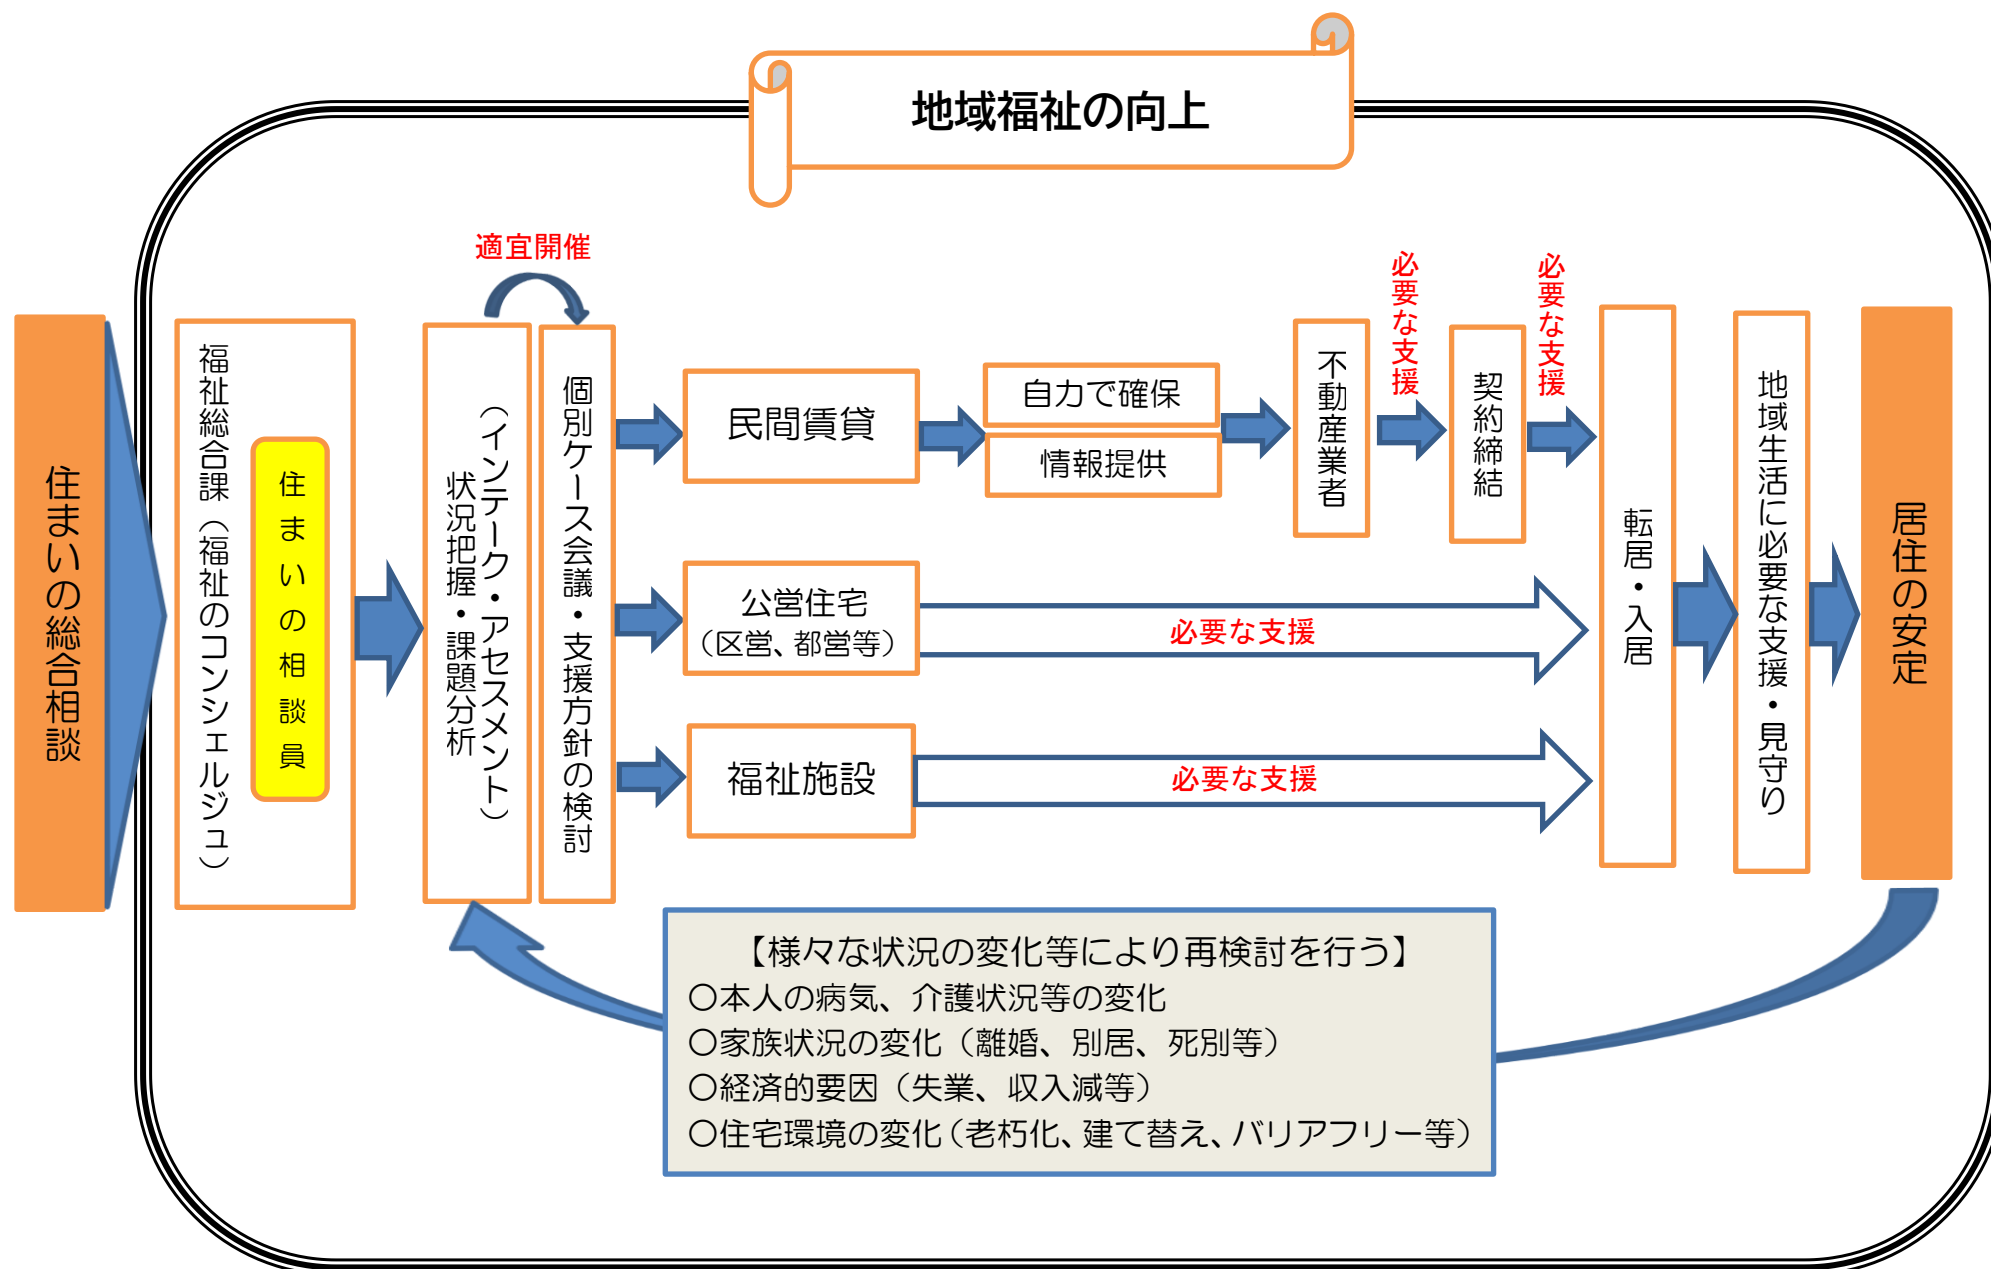 地域福祉の向上
住まいの総合相談
福祉総合課（福祉のコンシェルジュ）
住まいの相談員
適宜開催
状況把握・課題分析
（インテーク・アセスメント）
個別ケース会議・支援方針の検討
民間賃貸
自力で確保
情報提供
不動産業者
必要な支援
契約締結
必要な支援
公営住宅
（区営、都営等）
必要な支援
福祉施設
必要な支援
転居・入居
地域生活に必要な支援・見守り
居住の安定
【様々な状況の変化等により再検討を行う】
〇本人の病気、介護状況等の変化
〇家族状況の変化（離婚、別居、死別等）
〇経済的要因（失業、収入減等）
〇住宅環境の変化（老朽化、建て替え、バリアフリー等）